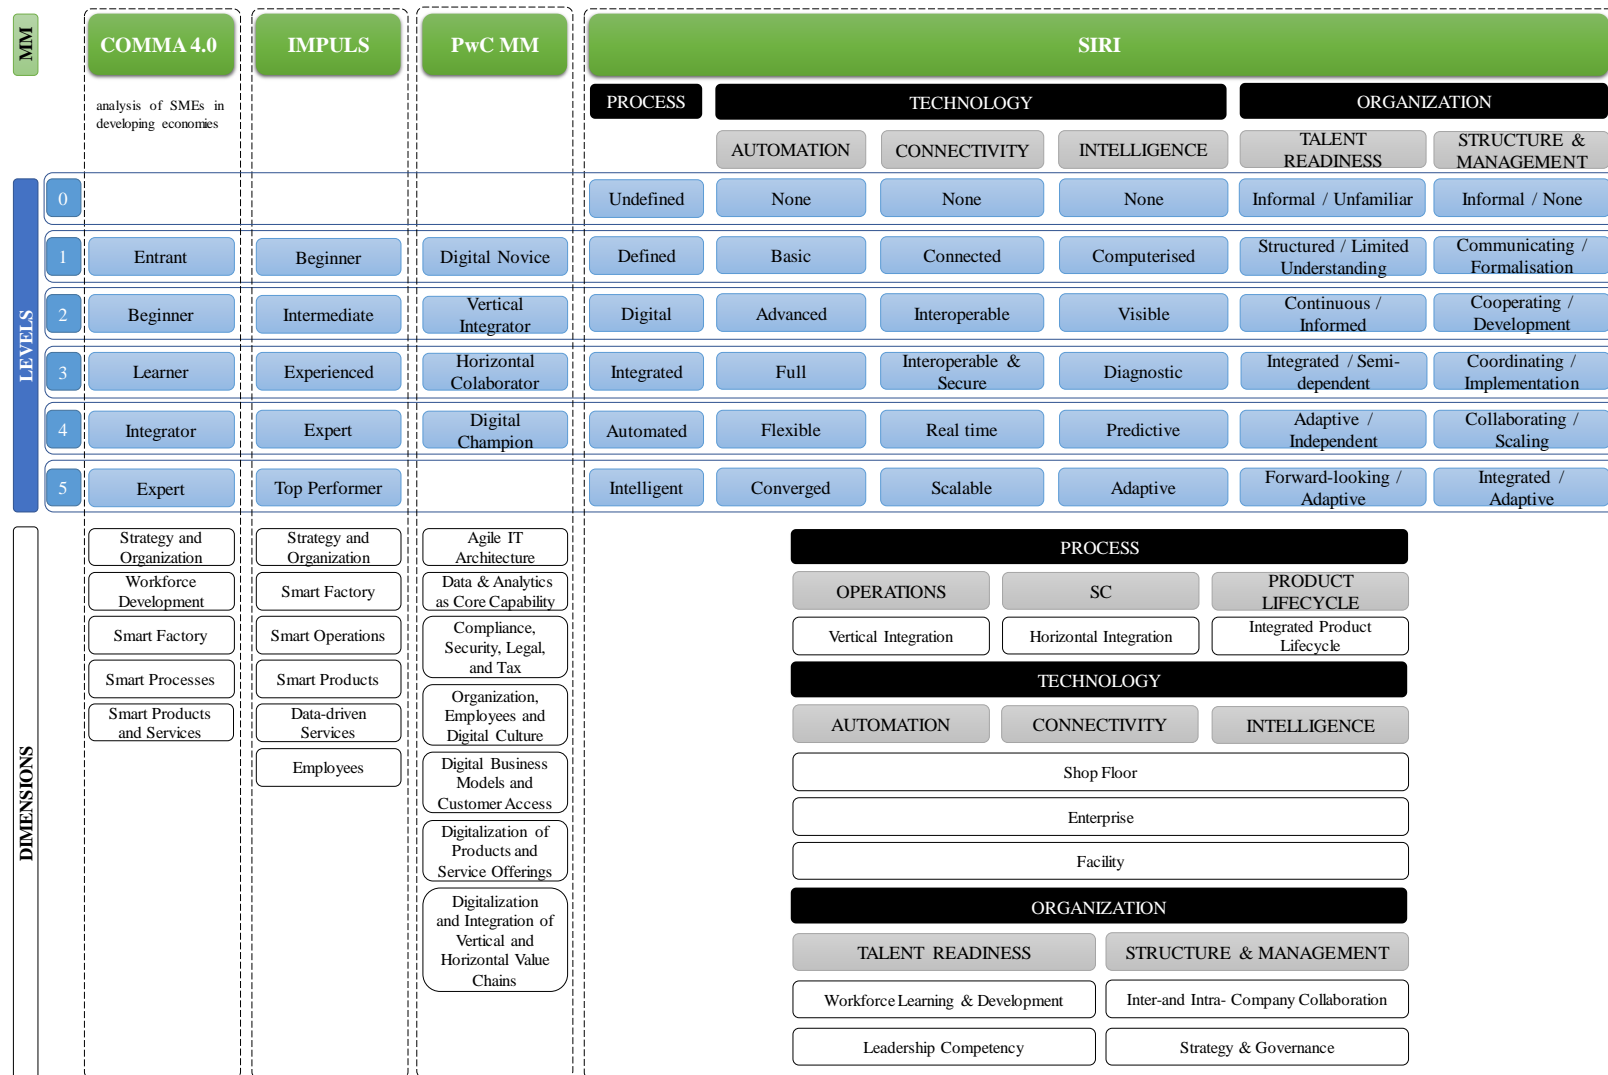 MM
COMMA 4.0
IMPULS
PwC MM
SIRI
analysis of SMEs in
developing economies
PROCESS
TECHNOLOGY
ORGANIZATION
AUTOMATION
CONNECTIVITY
INTELLIGENCE
TALENT
READINESS
STRUCTURE &
MANAGEMENT
LEVELS
0
Undefined
None
None
None
Informal / Unfamiliar
Informal / None
1
Entrant
Beginner
Digital Novice
Defined
Basic
Connected
Computerised
Structured / Limited
Understanding
Communicating /
Formalisation
2
Beginner
Intermediate
Vertical
Integrator
Digital
Advanced
Interoperable
Visible
Continuous /
Informed
Cooperating /
Development
3
Learner
Experienced
Horizontal
Colaborator
Integrated
Full
Interoperable &
Secure
Diagnostic
Integrated / Semi-
dependent
Coordinating /
Implementation
4
Integrator
Expert
Digital
Champion
Automated
Flexible
Real time
Predictive
Adaptive /
Independent
Collaborating /
Scaling
5
Expert
Top Performer
Intelligent
Converged
Scalable
Adaptive
Forward-looking /
Adaptive
Integrated /
Adaptive
DIMENSIONS
Strategy and
Organization
Workforce
Development
Smart Factory
Smart Processes
Smart Products
and Services
Strategy and
Organization
Smart Factory
Smart Operations
Smart Products
Data-driven
Services
Employees
Agile IT
Architecture
Data & Analytics
as Core Capability
Compliance,
Security, Legal,
and Tax
Organization,
Employees and
Digital Culture
Digital Business
Models and
Customer Access
Digitalization of
Products and
Service Offerings
Digitalization
and Integration of
Vertical and
Horizontal Value
Chains
PROCESS
OPERATIONS
SC
PRODUCT
LIFECYCLE
Vertical Integration
Horizontal Integration
Integrated Product
Lifecycle
TECHNOLOGY
AUTOMATION
CONNECTIVITY
INTELLIGENCE
Shop Floor
Enterprise
Facility
ORGANIZATION
TALENT READINESS
STRUCTURE & MANAGEMENT
Workforce Learning & Development
Inter-and Intra- Company Collaboration
Leadership Competency
Strategy & Governance